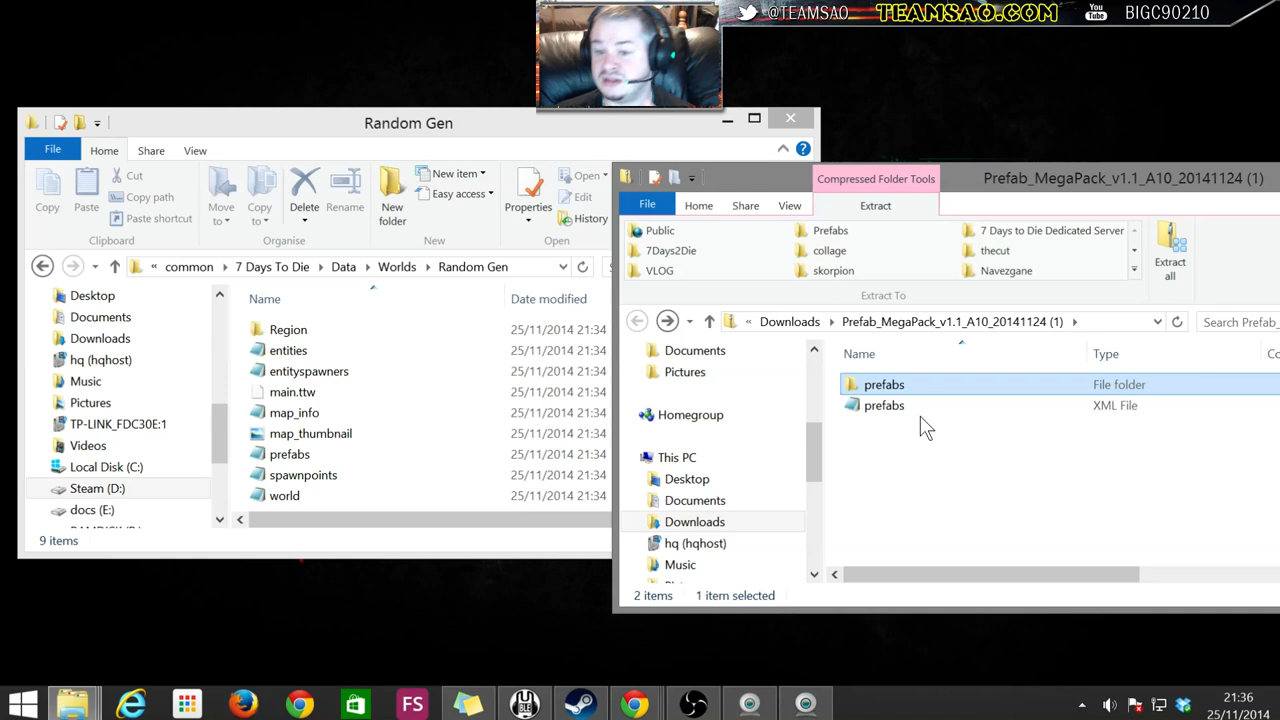 @TEAMSAO TEAMSAO.COM You Tube BIGC90210
Random Gen
File Home Share View
Copy Paste Cut Copy path Paste shortcut
Clipboard
Move to Copy to Delete Rename
Organise
New folder New item Easy access
New
Properties Open Edit History
Open
« common 7 Days To Die Data Worlds Random Gen
Desktop
Documents
Downloads
hq (hqhost)
Music
Pictures
TP-LINK_FDC30E:1
Videos
Local Disk (C:)
Steam (D:)
docs (E:)
Name Date modified
Region 25/11/2014 21:34
entities 25/11/2014 21:34
entityspawners 25/11/2014 21:34
main.ttw 25/11/2014 21:34
map_info 25/11/2014 21:34
map_thumbnail 25/11/2014 21:34
prefabs 25/11/2014 21:34
spawnpoints 25/11/2014 21:34
world 25/11/2014 21:34
9 items
Compressed Folder Tools Prefab_MegaPack_v1.1_A10_20141124 (1)
File Home Share View Extract
Public Prefabs 7 Days to Die Dedicated Server
7Days2Die collage thecut
VLOG skorpion Navezgane
Extract all
Extract To
« Downloads Prefab_MegaPack_v1.1_A10_20141124 (1) Search Prefab_
Documents
Pictures
Homegroup
This PC
Desktop
Documents
Downloads
hq (hqhost)
Music
Name Type Co
prefabs File folder
prefabs XML File
2 items 1 item selected
FS
21:36
25/11/2014